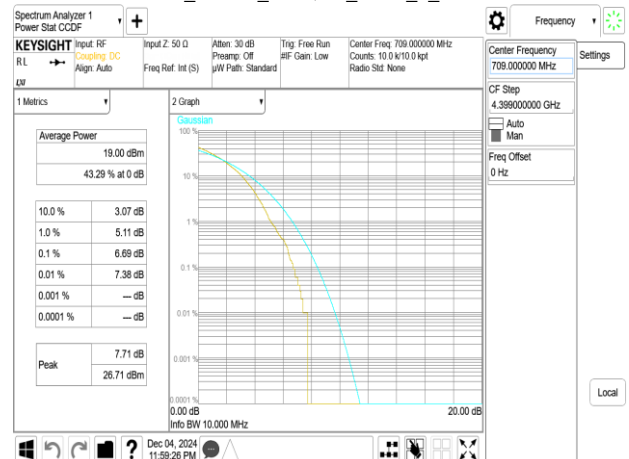 Spectrum Analyzer 1
Power Stat CCDF
Frequency
KEYSIGHT
RL
LXI
Input: RF
Coupling: DC
Align: Auto
Input Z: 50 Ω
Freq Ref: Int (S)
Atten: 30 dB
Preamp: Off
µW Path: Standard
Trig: Free Run
#IF Gain: Low
Center Freq: 709.000000 MHz
Counts: 10.0 k/10.0 kpt
Radio Std: None
Center Frequency
709.000000 MHz
Settings
CF Step
4.399000000 GHz
Auto
Man
Freq Offset
0 Hz
1 Metrics
Average Power
19.00 dBm
43.29 % at 0 dB
10.0 % 3.07 dB
1.0 % 5.11 dB
0.1 % 6.69 dB
0.01 % 7.38 dB
0.001 % --- dB
0.0001 % --- dB
Peak
7.71 dB
26.71 dBm
2 Graph
Gaussian
100 %
10 %
1 %
0.1 %
0.01 %
0.001 %
0.0001 %
0.00 dB 20.00 dB
Info BW 10.000 MHz
Local
?
Dec 04, 2024
11:59:26 PM